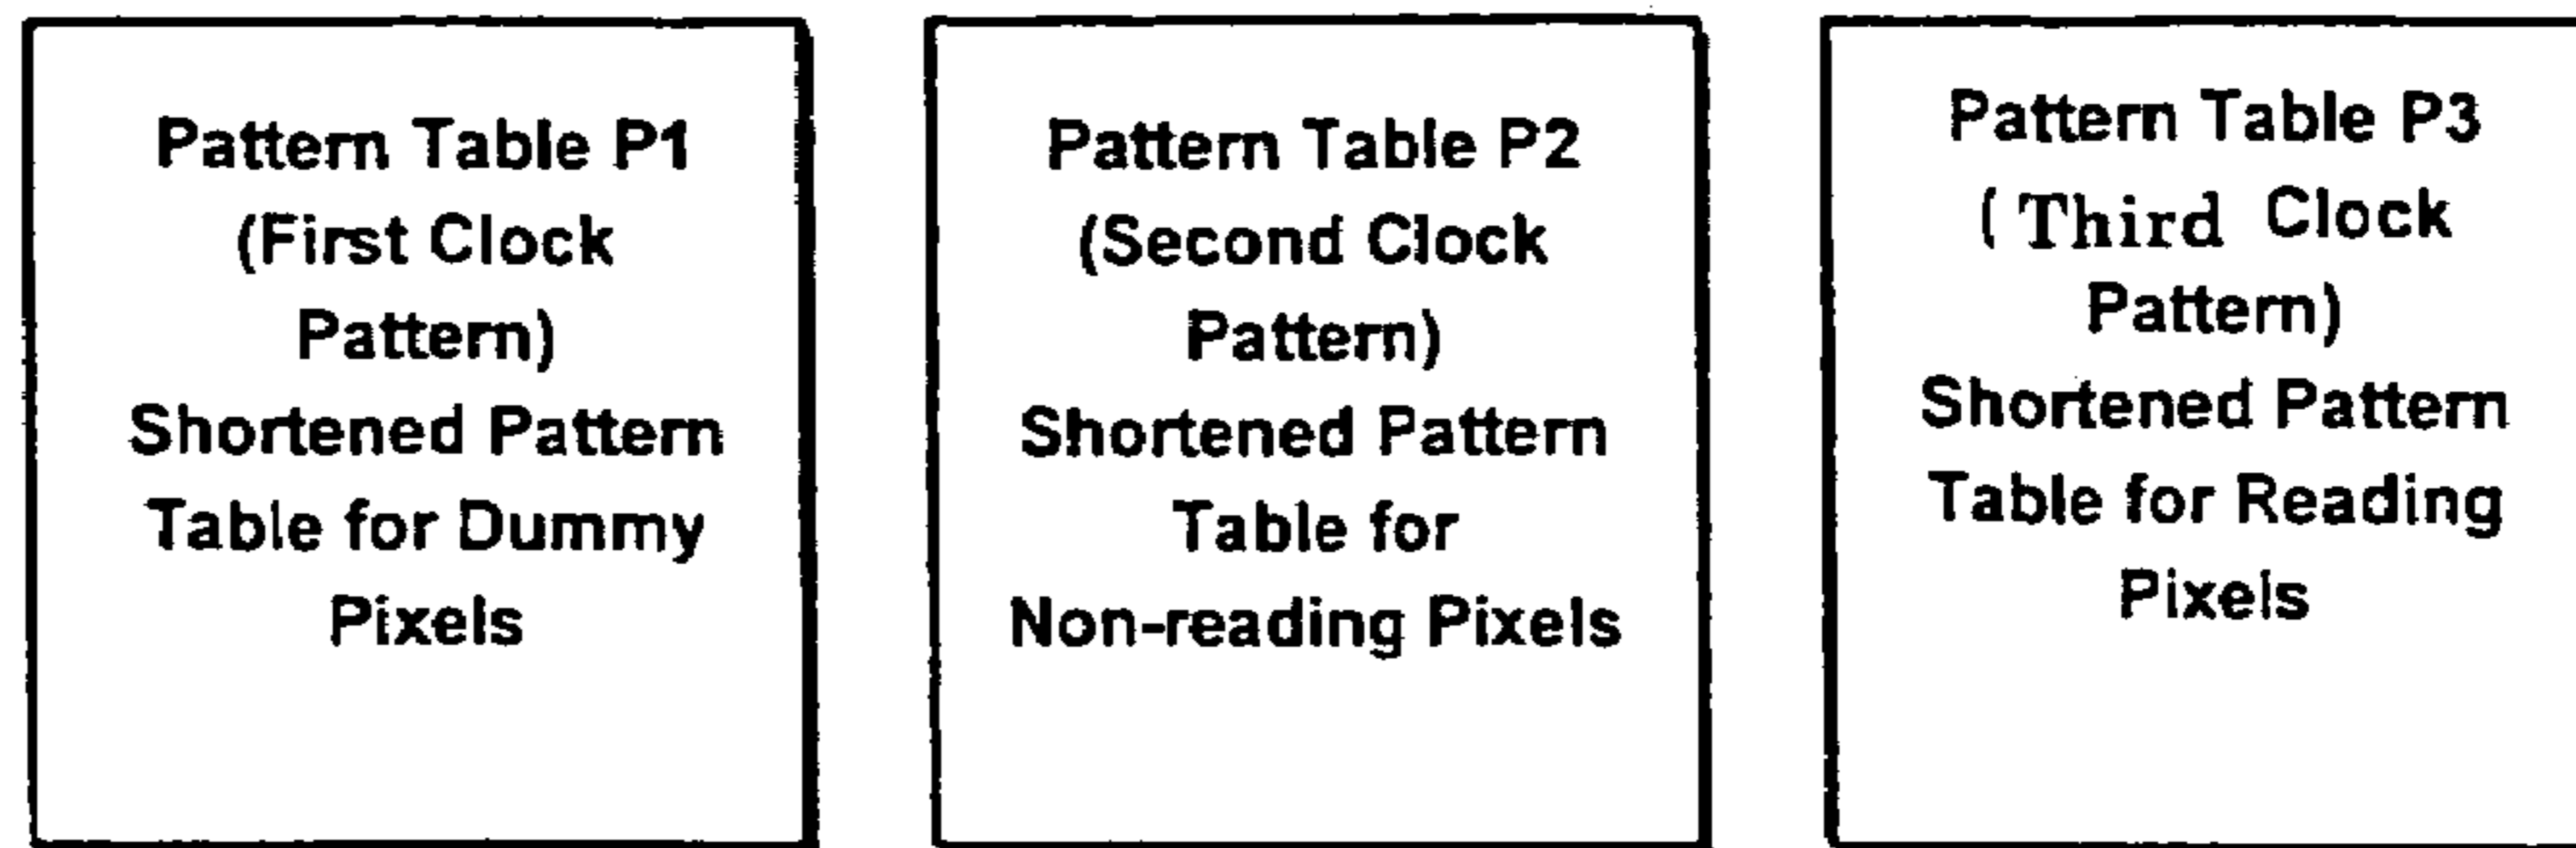 Pattern Table P1
(First Clock
Pattern)
Shortened Pattern
Table for Dummy
Pixels
Pattern Table P2
(Second Clock
Pattern)
Shortened Pattern
Table for
Non-reading Pixels
Pattern Table P3
( Third Clock
Pattern)
Shortened Pattern
Table for Reading
Pixels